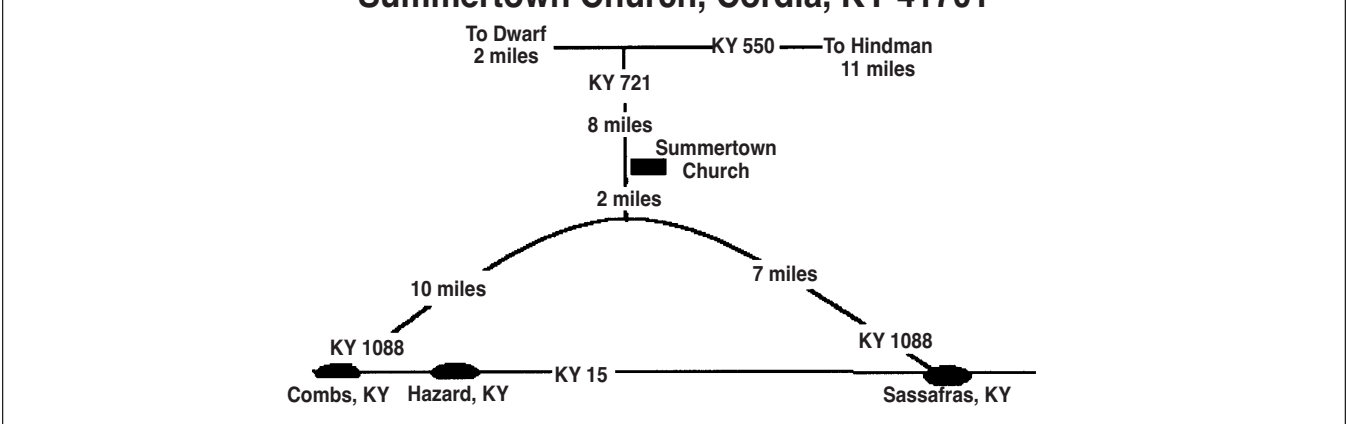 Summertown Church, Cordia, KY 41701
To Dwarf
2 miles
KY 550
To Hindman
11 miles
KY 721
8 miles
Summertown
Church
2 miles
10 miles
7 miles
KY 1088
KY 1088
KY 15
Combs, KY
Hazard, KY
Sassafras, KY